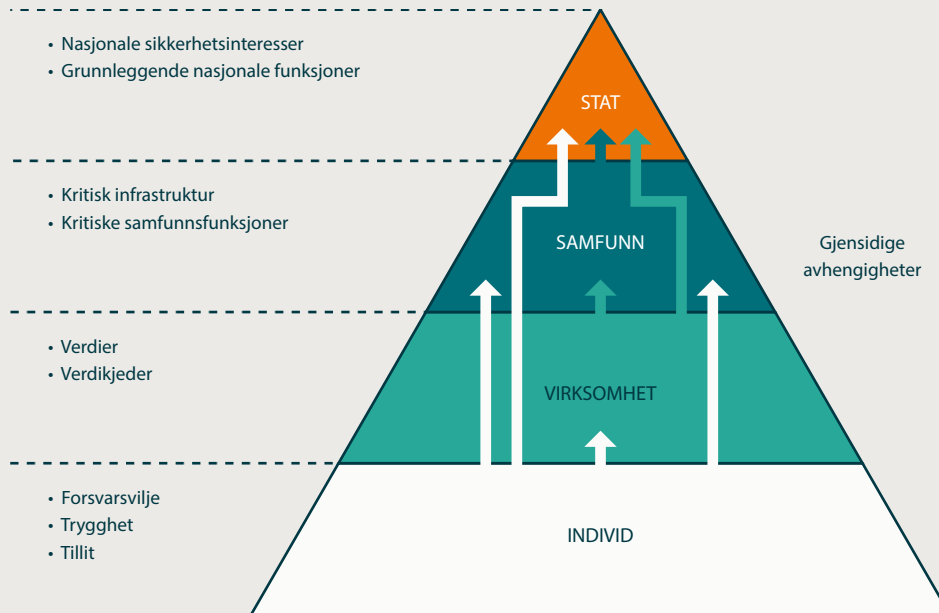 • Nasjonale sikkerhetsinteresser
• Grunnleggende nasjonale funksjoner
STAT
• Kritisk infrastruktur
• Kritiske samfunnsfunksjoner
SAMFUNN
Gjensidige
avhengigheter
• Verdier
• Verdikjeder
VIRKSOMHET
• Forsvarsvilje
• Trygghet
• Tillit
INDIVID